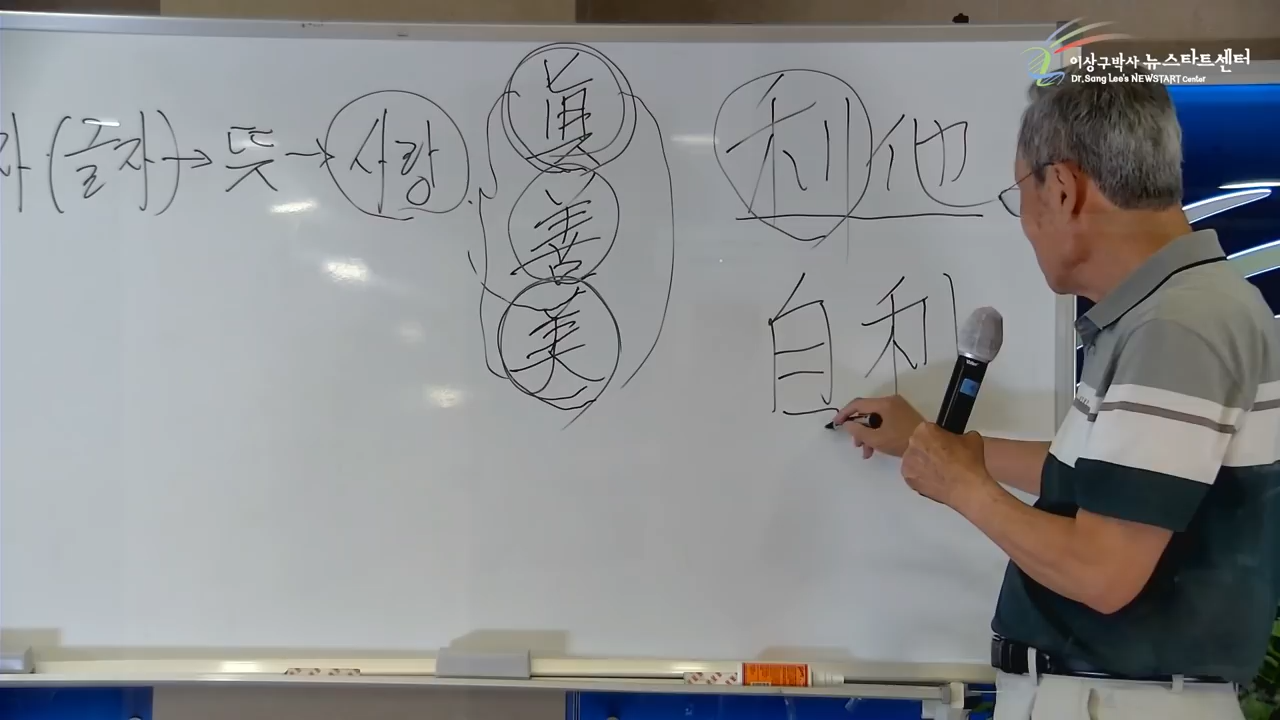 이상구박사 뉴스타트센터
Dr. Sang Lee's NEWSTART Center
(글자) → 뜻 → 사랑
眞
善
美
利他
自利